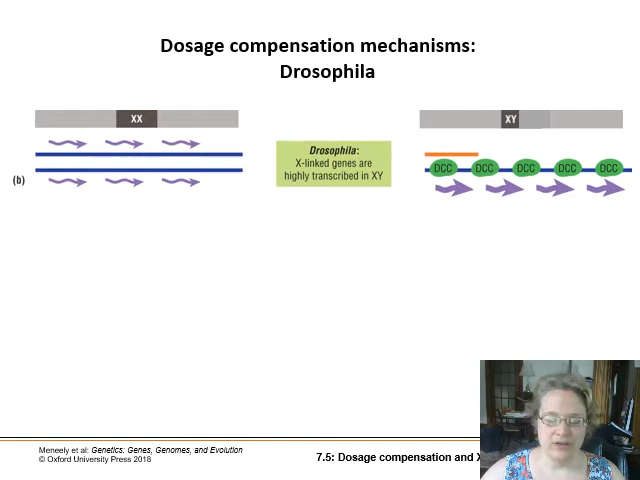 Dosage compensation mechanisms:
Drosophila
XX
XY
(b)
Drosophila:
X-linked genes are
highly transcribed in XY
DCC DCC DCC DCC DCC
Meneely et al: Genetics: Genes, Genomes, and Evolution
© Oxford University Press 2018
7.5: Dosage compensation and X